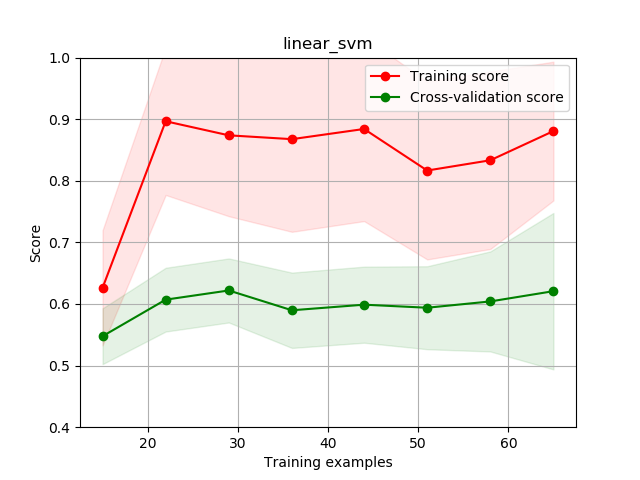 linear_svm
1.0
0.9
0.8
0.7
0.6
0.5
0.4
Score
Training score
Cross-validation score
20 30 40 50 60
Training examples